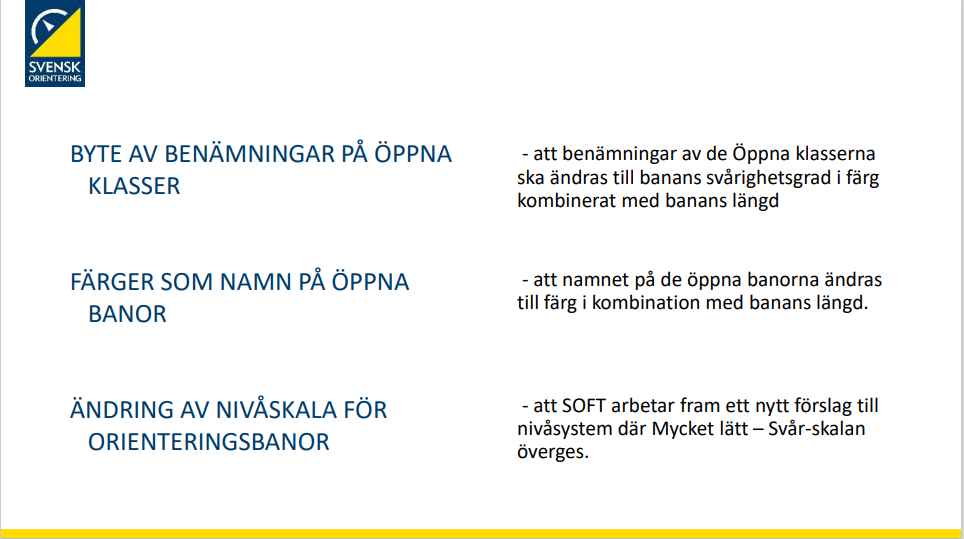 SVENSK
ORIENTERING
BYTE AV BENÄMNINGAR PÅ ÖPPNA
KLASSER
- att benämningar av de Öppna klasserna
ska ändras till banans svårighetsgrad i färg
kombinerat med banans längd
FÄRGER SOM NAMN PÅ ÖPPNA
BANOR
- att namnet på de öppna banorna ändras
till färg i kombination med banans längd.
ÄNDRING AV NIVÅSKALA FÖR
ORIENTERINGSBANOR
- att SOFT arbetar fram ett nytt förslag till
nivåsystem där Mycket lätt – Svår-skalan
överges.